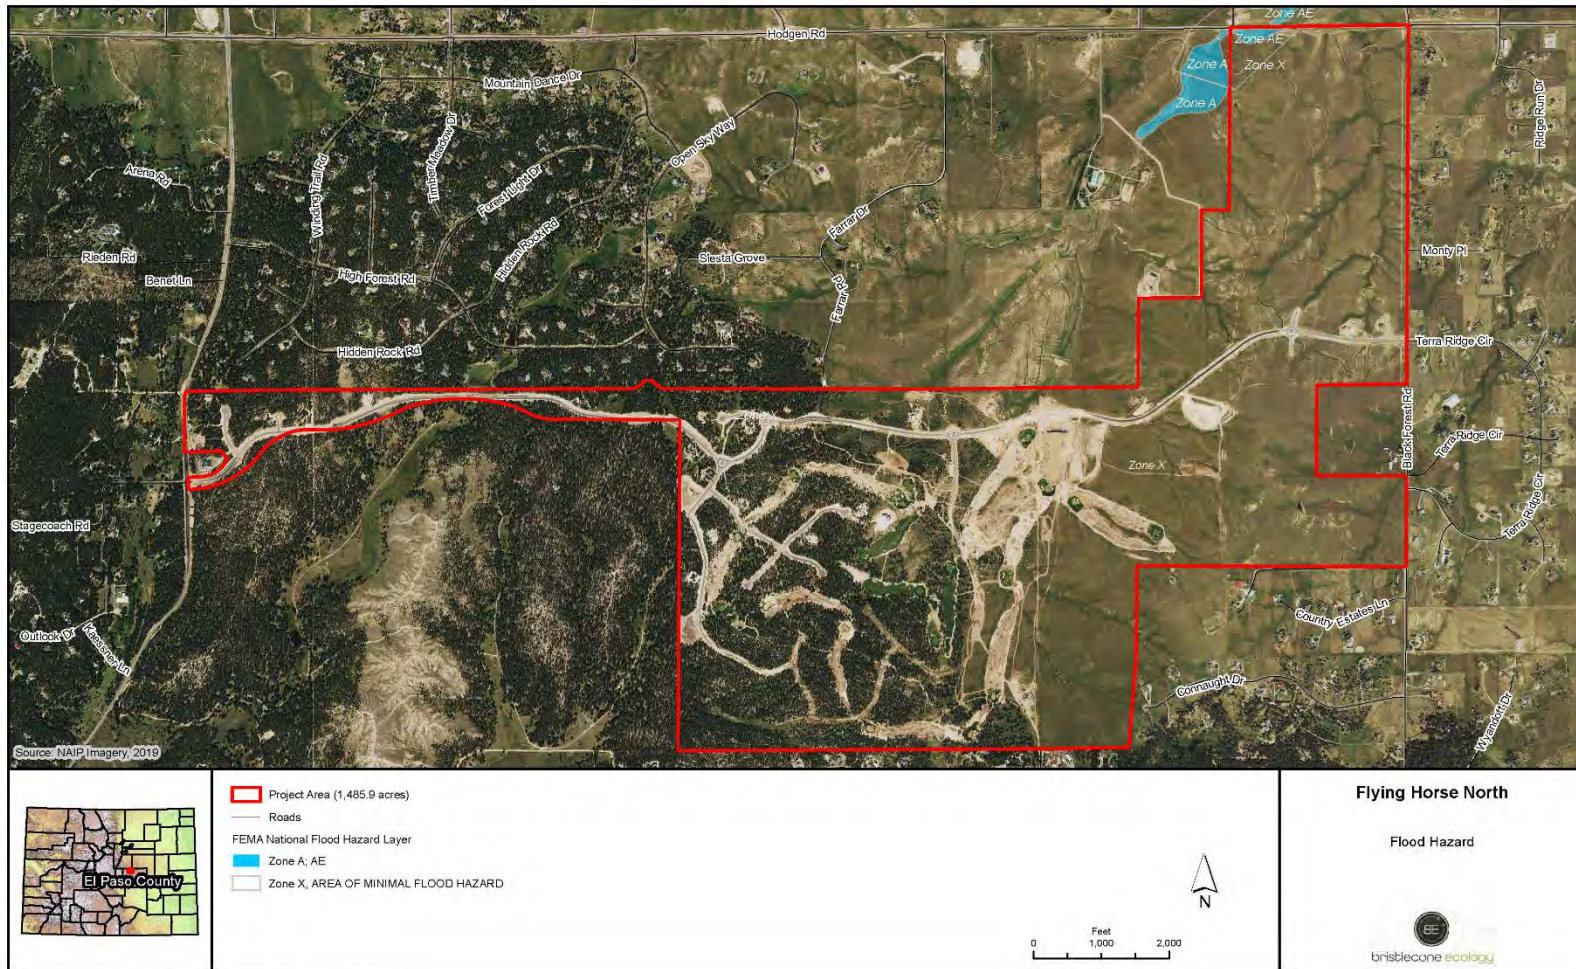 Zone AE
Hodgen Rd
Zone AE
Zone A
Zone X
Mountain Dance Dr
Zone A
Ridge Run Dr
Open Sky Way
Timber Meadow Dr
Arena Rd
Winding Trail Rd
Forest Light Dr
Farrar Dr
Hidden Rock Rd
Rieden Rd
Siesta Grove
Monty Pl
Benet Ln
High Forest Rd
Farrar Rd
Hidden Rock Rd
Terra Ridge Cir
Black Forest Rd
Terra Ridge Cir
Zone X
Stagecoach Rd
Terra Ridge Cir
Country Estates Ln
Outlook Dr
Kaessner Ln
Connaught Dr
Wyandott Dr
Source: NAIP Imagery, 2019
El Paso County
Project Area (1,485.9 acres)
Roads
FEMA National Flood Hazard Layer
Zone A; AE
Zone X, AREA OF MINIMAL FLOOD HAZARD
N
Feet
0 1,000 2,000
Flying Horse North
Flood Hazard
BE
bristlecone ecology